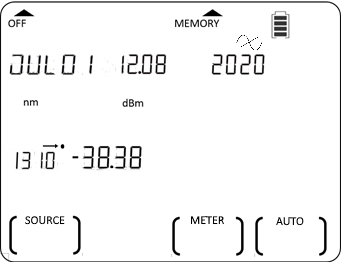 OFF MEMORY
JUL 01 12.08 2020
nm dBm
1310 -38.38
SOURCE METER AUTO